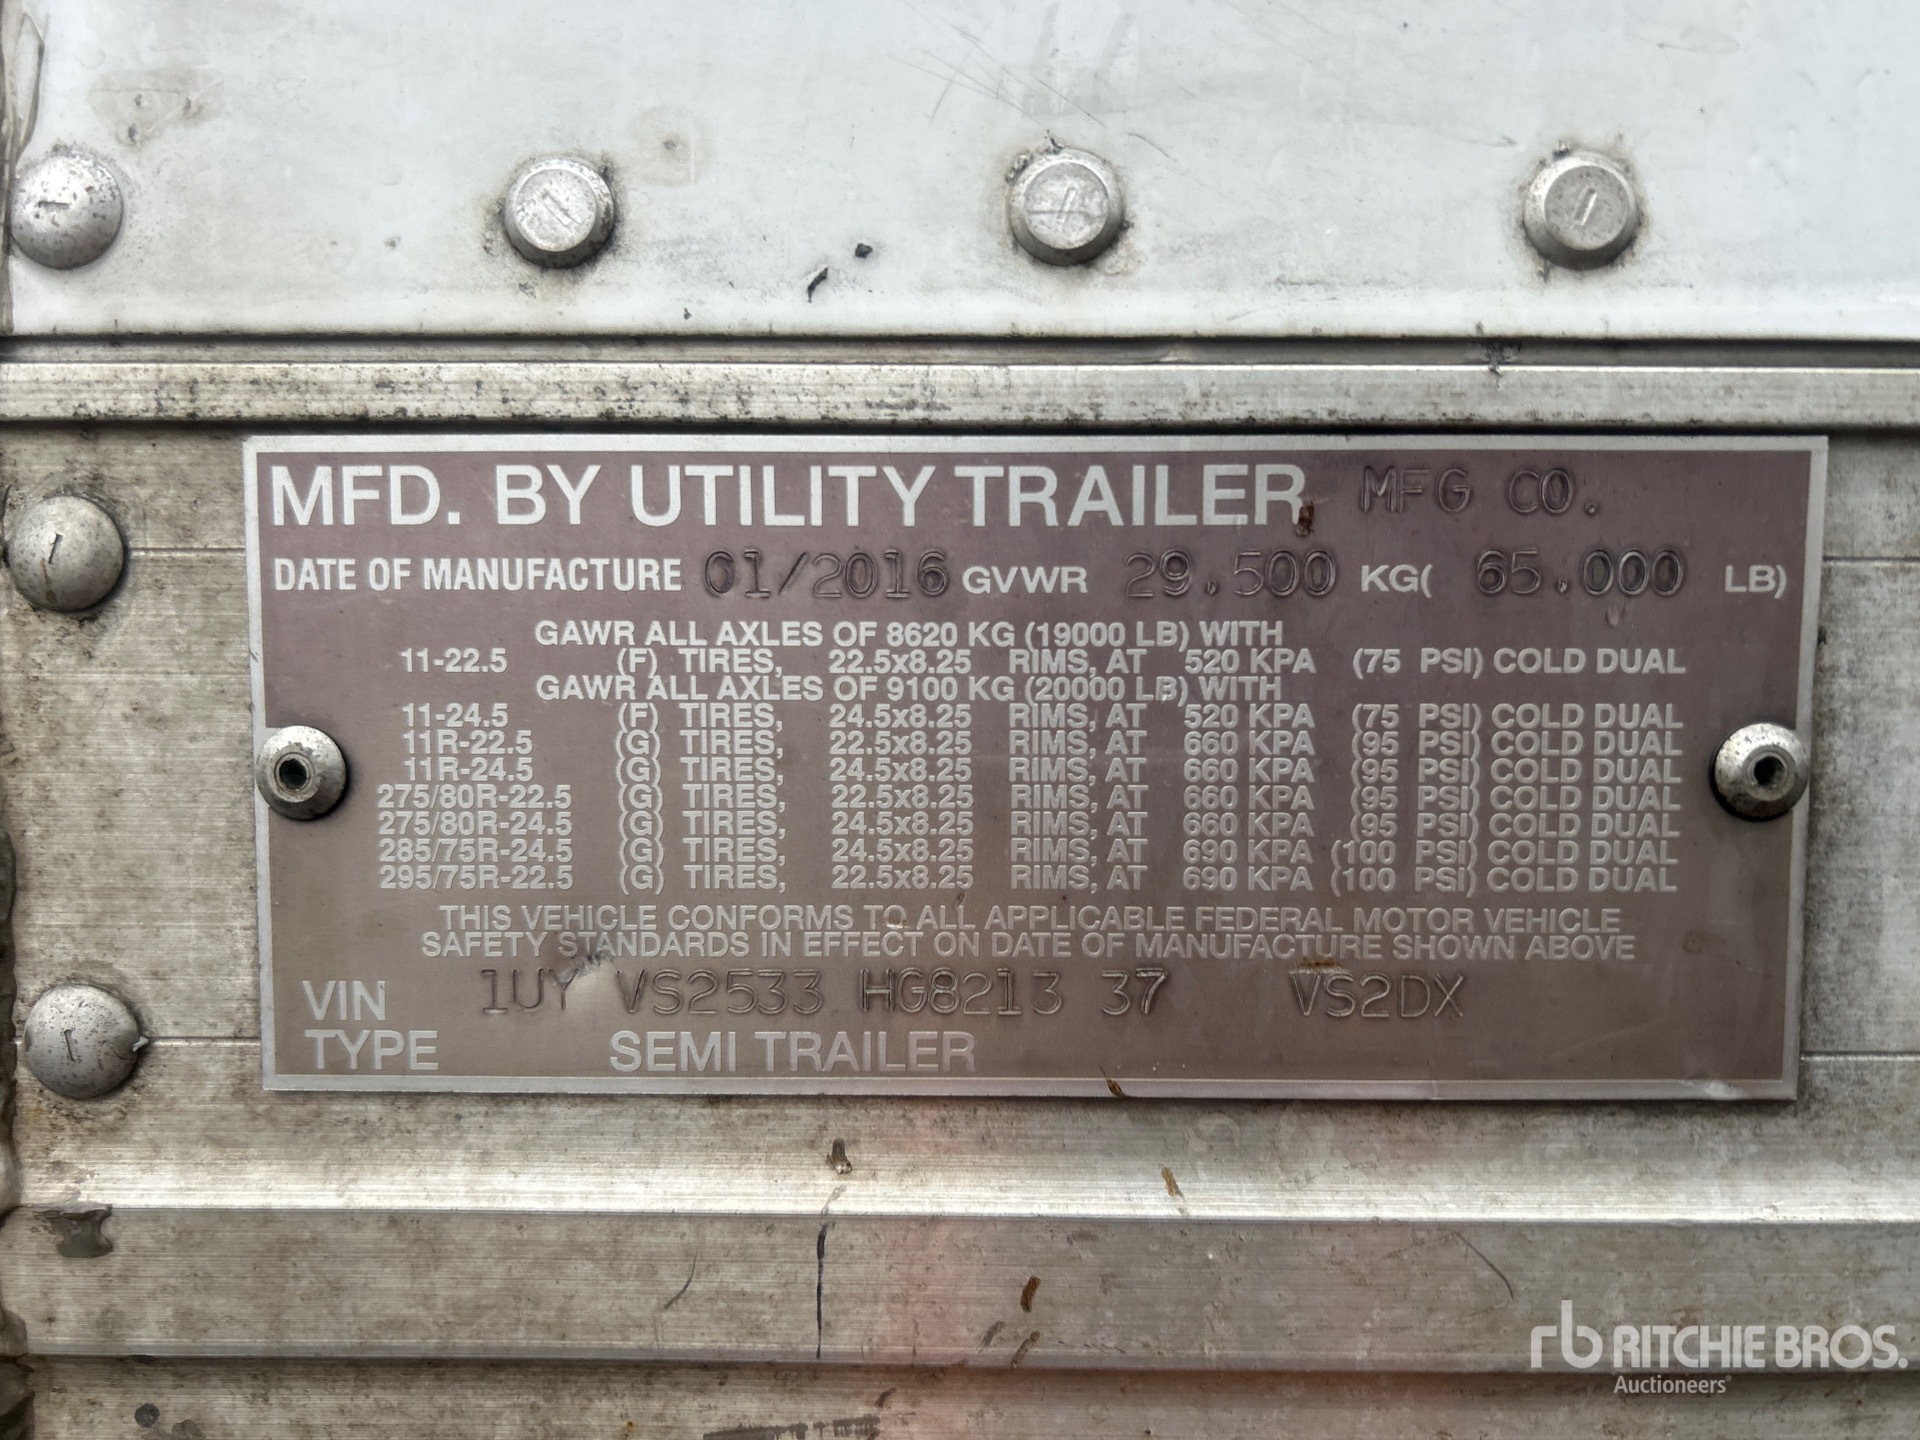 MFD. BY UTILITY TRAILER MFG CO.
DATE OF MANUFACTURE 01/2016 GVWR 29.500 KG( 65.000 LB)
GAWR ALL AXLES OF 8620 KG (19000 LB) WITH
11-22.5 (F) TIRES, 22.5x8.25 RIMS, AT 520 KPA (75 PSI) COLD DUAL
GAWR ALL AXLES OF 9100 KG (20000 LB) WITH
11-24.5 (F) TIRES, 24.5x8.25 RIMS, AT 520 KPA (75 PSI) COLD DUAL
11R-22.5 (G) TIRES, 22.5x8.25 RIMS, AT 660 KPA (95 PSI) COLD DUAL
11R-24.5 (G) TIRES, 24.5x8.25 RIMS, AT 660 KPA (95 PSI) COLD DUAL
275/80R-22.5 (G) TIRES, 22.5x8.25 RIMS, AT 660 KPA (95 PSI) COLD DUAL
275/80R-24.5 (G) TIRES, 24.5x8.25 RIMS, AT 660 KPA (95 PSI) COLD DUAL
285/75R-24.5 (G) TIRES, 24.5x8.25 RIMS, AT 690 KPA (100 PSI) COLD DUAL
295/75R-22.5 (G) TIRES, 22.5x8.25 RIMS, AT 690 KPA (100 PSI) COLD DUAL
THIS VEHICLE CONFORMS TO ALL APPLICABLE FEDERAL MOTOR VEHICLE
SAFETY STANDARDS IN EFFECT ON DATE OF MANUFACTURE SHOWN ABOVE
VIN 1UY VS2533 HG8213 37 VS2DX
TYPE SEMI TRAILER
rb RITCHIE BROS.
Auctioneers